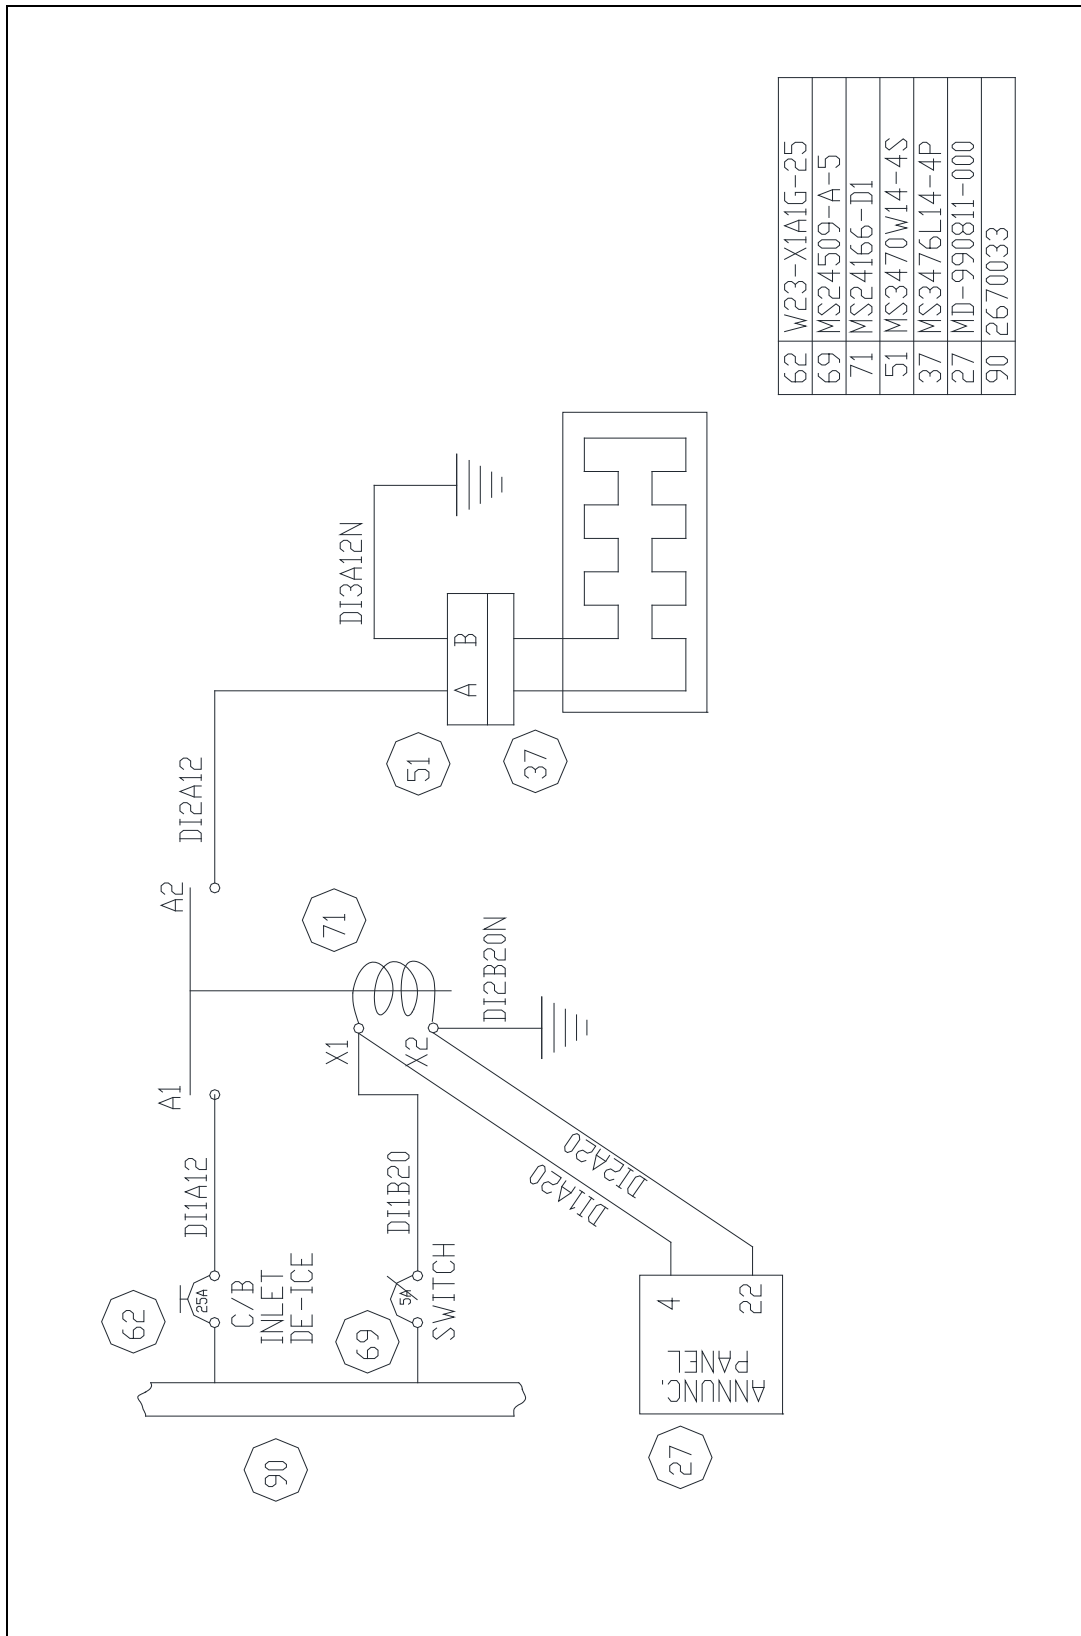 62 W23-X1A1G-25
69 MS24509-A-5
71 MS24166-D1
51 MS3470W14-4S
37 MS3476L14-4P
27 MD-990811-000
90 2670033
62
25A
C/B
INLET
DE-ICE
DI1A12
A1
A2
DI2A12
DI3A12N
90
69
5A
SWITCH
DI1B20
X1
X2
71
DI2B20N
51
A
B
37
DI1A20
DI2A20
27
ANNUNC.
PANEL
4
22